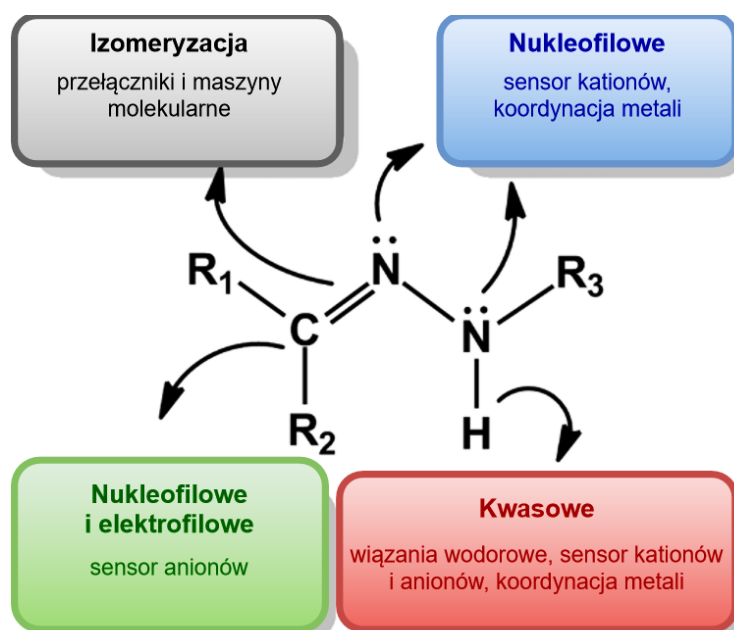 Izomeryzacja
przełączniki i maszyny
molekularne
Nukleofilowe
sensor kationów,
koordynacja metali
R1
N
R3
C
N
R2
H
Nukleofilowe
i elektrofilowe
sensor anionów
Kwasowe
wiązania wodorowe, sensor kationów
i anionów, koordynacja metali